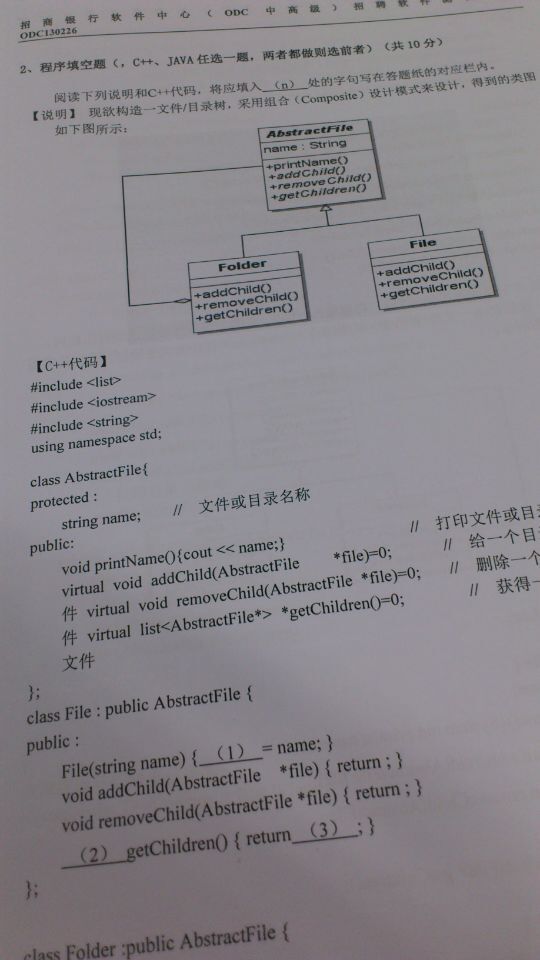 招商银行软件中心（ODC 中高级）招聘软件
ODC130226
2、程序填空题（, C++、JAVA 任选一题，两者都做则选前者）（共 10 分）
阅读下列说明和C++代码，将应填入 （n） 处的字句写在答题纸的对应栏内。
【说明】 现欲构造一文件/目录树，采用组合（Composite）设计模式来设计，得到的类图
如下图所示：
AbstractFile
name : String
+printName()
+addChild()
+removeChild()
+getChildren()
Folder
+addChild()
+removeChild()
+getChildren()
File
+addChild()
+removeChild()
+getChildren()
【C++代码】
#include <list>
#include <iostream>
#include <string>
using namespace std;
class AbstractFile{
protected :
string name; // 文件或目录名称
public:
void printName(){cout << name;} // 打印文件或目
virtual void addChild(AbstractFile *file)=0; // 给一个目
件 virtual void removeChild(AbstractFile *file)=0; // 删除一个
件 virtual list<AbstractFile*> *getChildren()=0; // 获得一
文件
};
class File : public AbstractFile {
public :
File(string name) { （1） = name; }
void addChild(AbstractFile *file) { return ; }
void removeChild(AbstractFile *file) { return ; }
（2） getChildren() { return （3） ; }
};
class Folder :public AbstractFile {